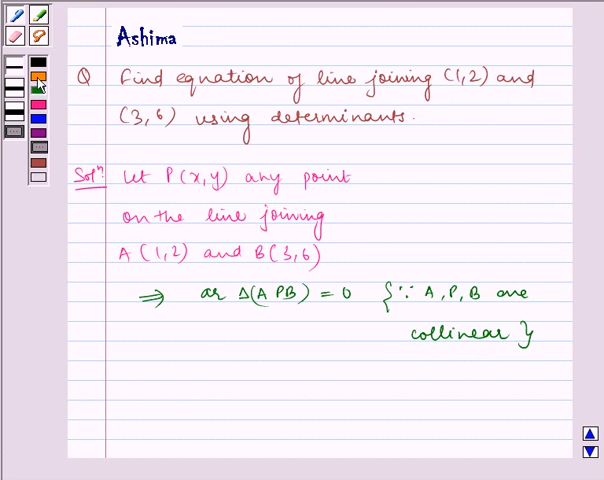 Ashima
Q Find equation of line joining (1,2) and
(3,6) using determinants.
Solⁿ. Let P(x,y) any point
on the line joining
A (1,2) and B(3,6)
⇒ ar Δ(APB) = 0 {∵ A, P, B are
collinear }